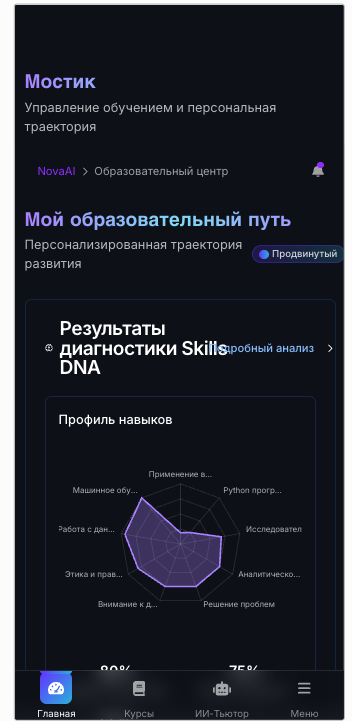 Мостик
Управление обучением и персональная
траектория
NovaAI > Образовательный центр
Мой образовательный путь
Персонализированная траектория
развития
Продвинутый
Результаты
диагностики Skills
DNA
Подробный анализ
Профиль навыков
Применение в...
Машинное обу...
Python прогр...
Работа с дан...
Исследовател
Этика и прав...
Аналитическо...
Внимание к д...
Решение проблем
80%
75%
Главная
Курсы
ИИ-Тьютор
Меню